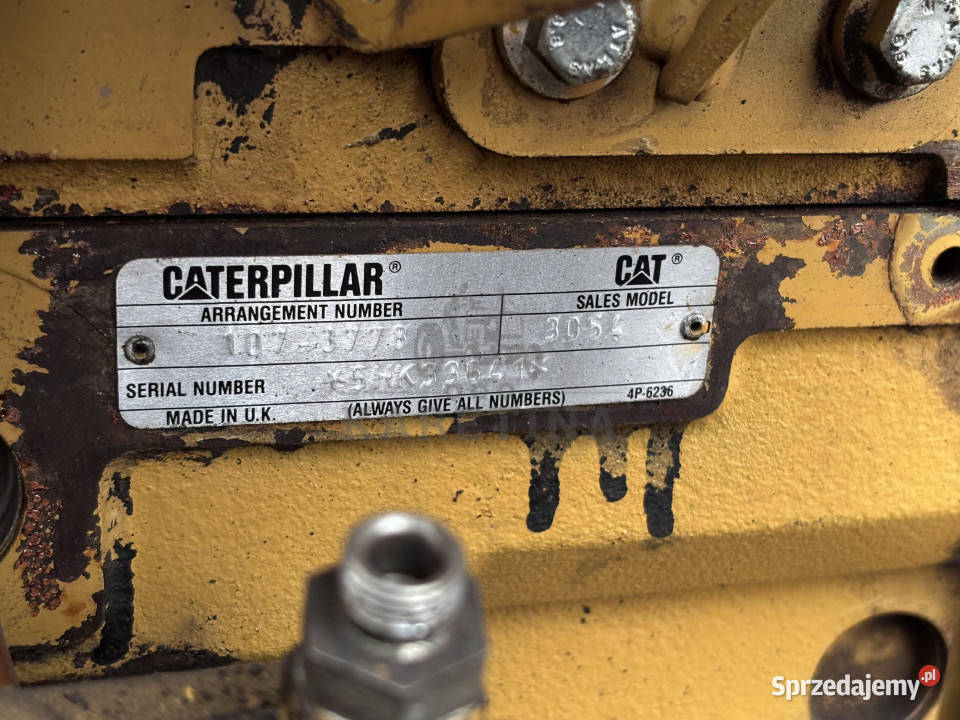 CATERPILLAR® CAT®
ARRANGEMENT NUMBER SALES MODEL
107-3778 3054
SERIAL NUMBER *5HK33641*
MADE IN U.K. (ALWAYS GIVE ALL NUMBERS) 4P-6236
Sprzedajemy.pl